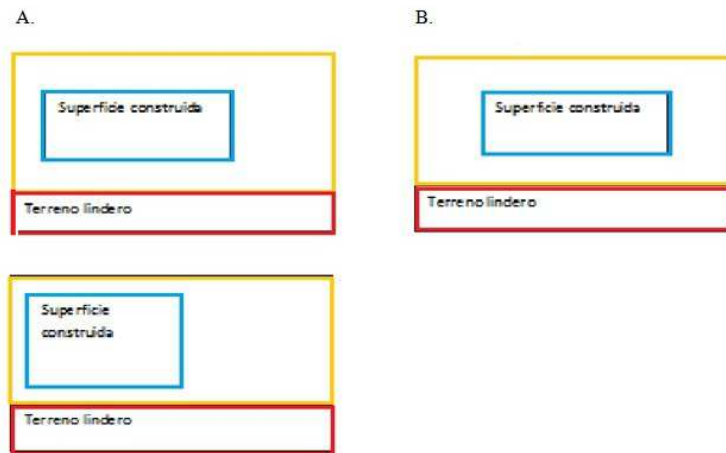 A.
B.
Superficie construida
Superficie construida
Terreno lindero
Terreno lindero
Superficie
construida
Terreno lindero